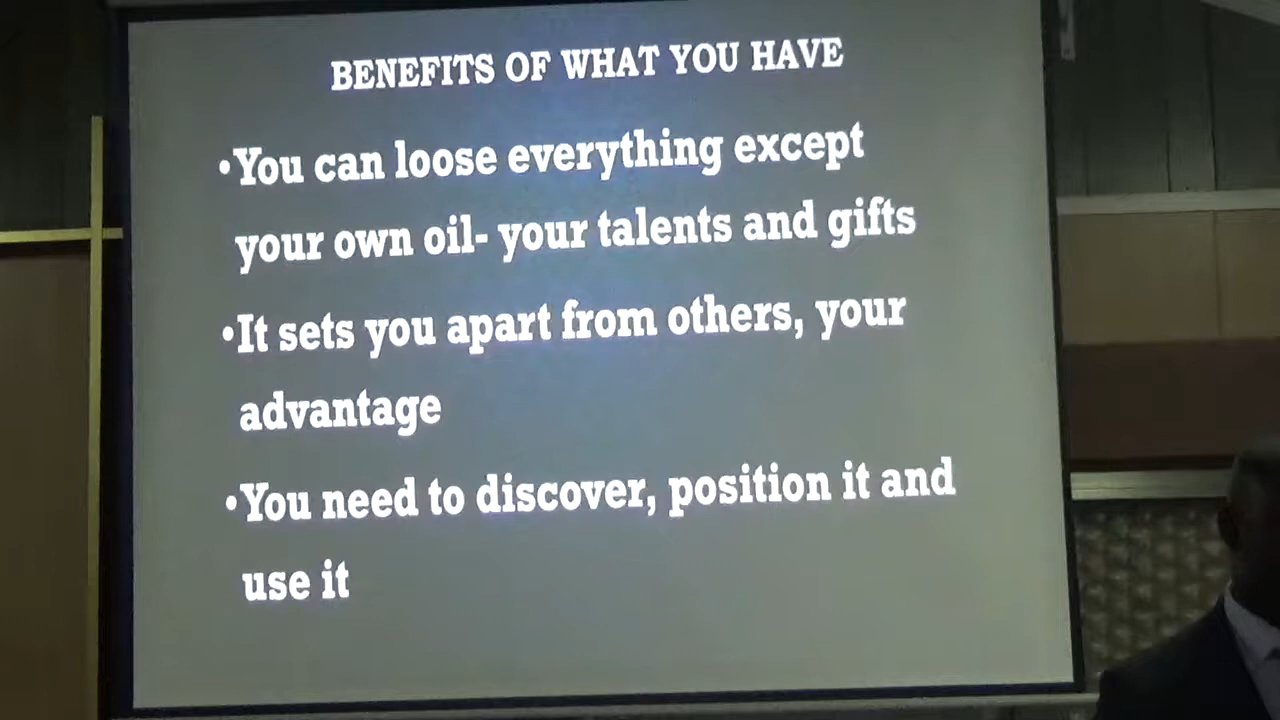 BENEFITS OF WHAT YOU HAVE
•You can loose everything except
your own oil- your talents and gifts
•It sets you apart from others, your
advantage
•You need to discover, position it and
use it